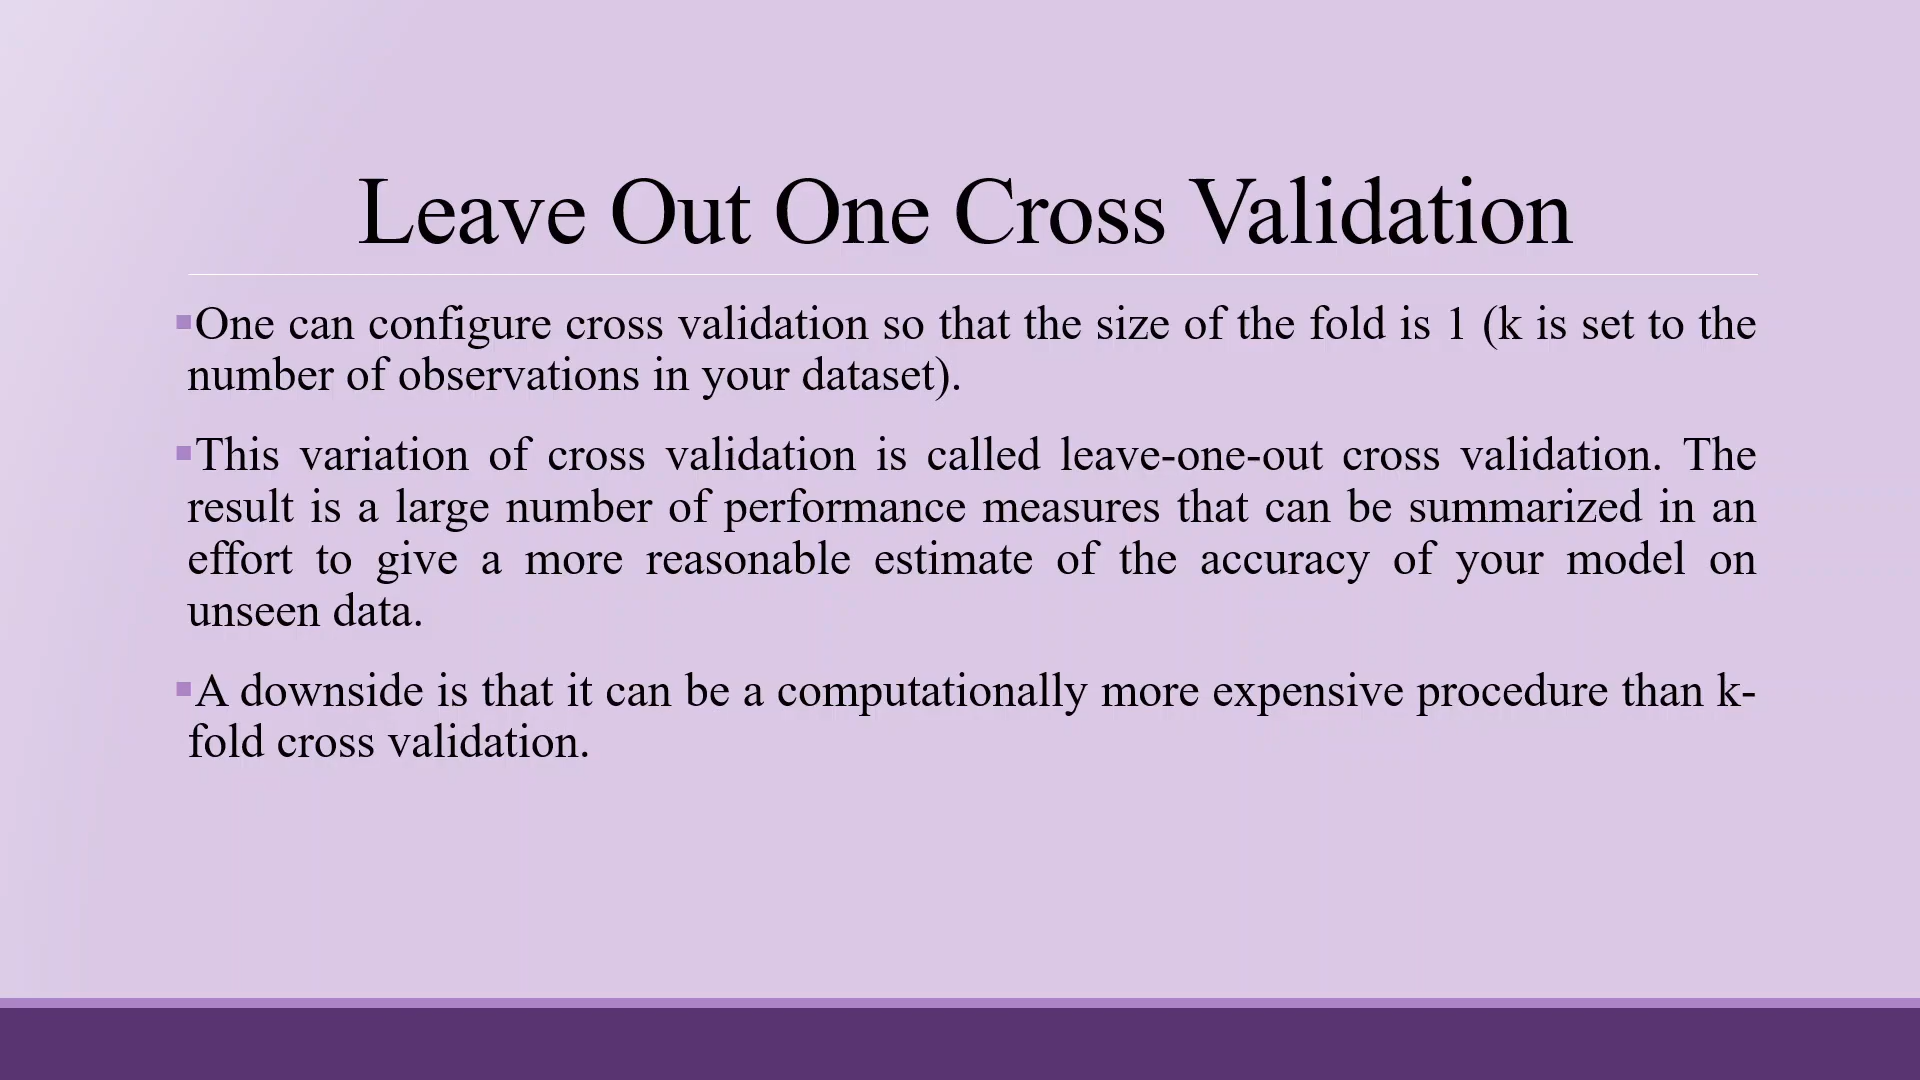 Leave Out One Cross Validation
▪One can configure cross validation so that the size of the fold is 1 (k is set to the
number of observations in your dataset).
▪This variation of cross validation is called leave-one-out cross validation. The
result is a large number of performance measures that can be summarized in an
effort to give a more reasonable estimate of the accuracy of your model on
unseen data.
▪A downside is that it can be a computationally more expensive procedure than k-
fold cross validation.